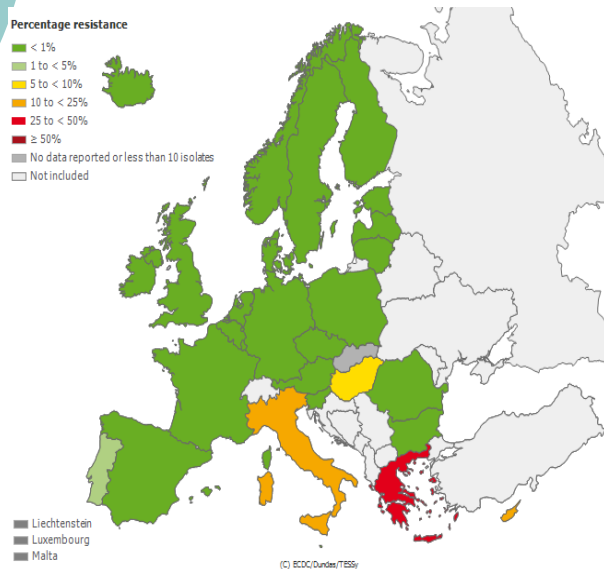 Percentage resistance
< 1%
1 to < 5%
5 to < 10%
10 to < 25%
25 to < 50%
≥ 50%
No data reported or less than 10 isolates
Not included
Liechtenstein
Luxembourg
Malta
(C) ECDC/Dundas/TESSy